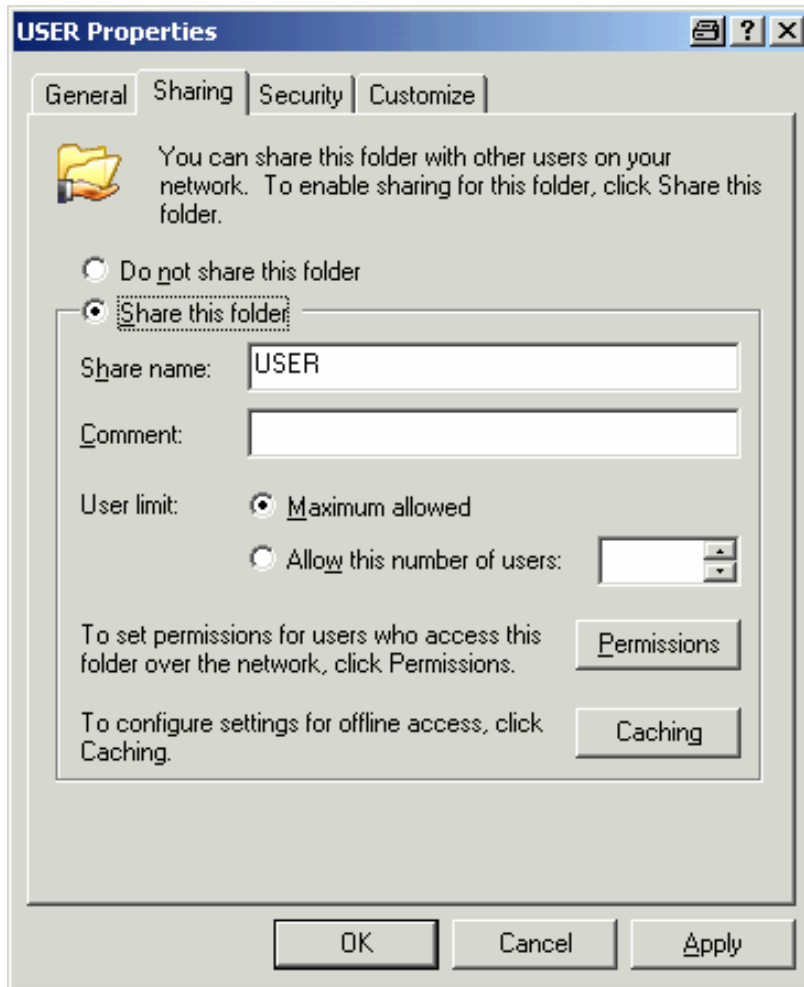 USER Properties
General Sharing Security Customize
You can share this folder with other users on your
network. To enable sharing for this folder, click Share this
folder.
Do not share this folder
Share this folder
Share name: USER
Comment:
User limit: Maximum allowed
Allow this number of users:
To set permissions for users who access this
folder over the network, click Permissions.
Permissions
To configure settings for offline access, click
Caching.
Caching
OK Cancel Apply